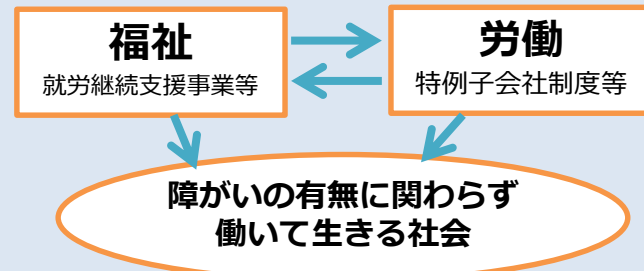 福祉
就労継続支援事業等
労働
特例子会社制度等
障がいの有無に関わらず
働いて生きる社会